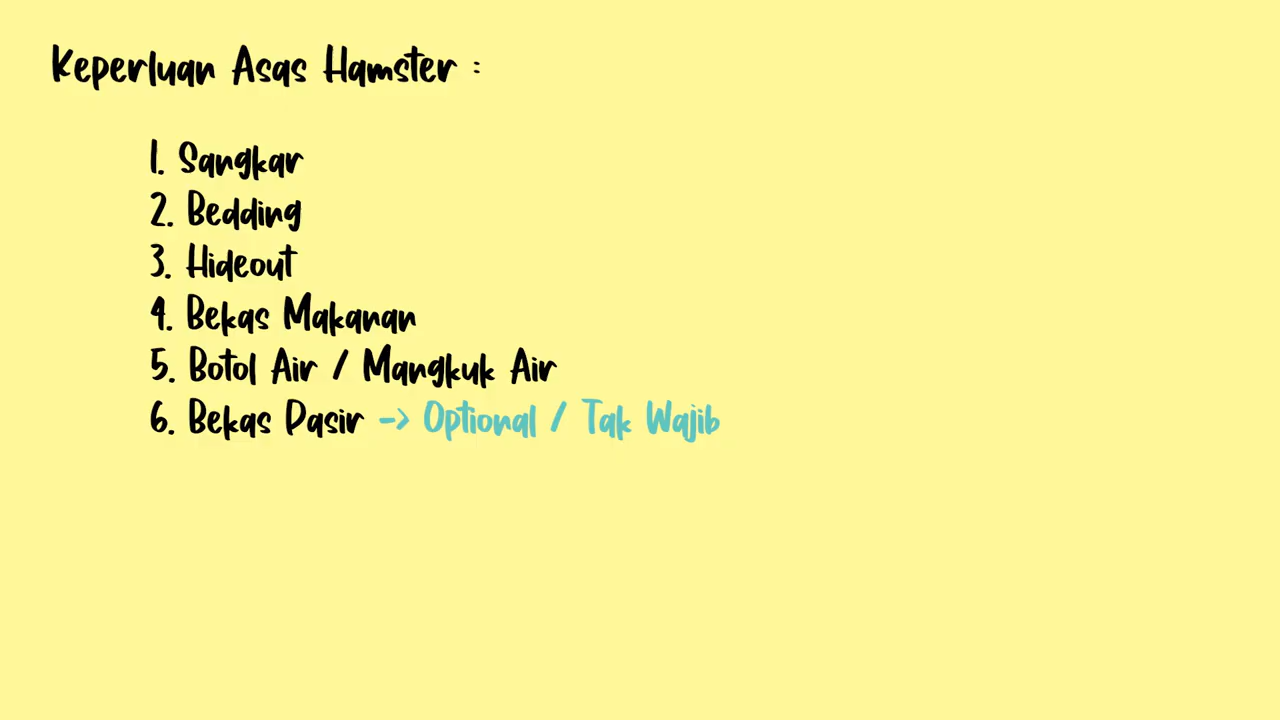 Keperluan Asas Hamster :
1. Sangkar
2. Bedding
3. Hideout
4. Bekas Makanan
5. Botol Air / Mangkuk Air
6. Bekas Pasir -> Optional / Tak Wajib